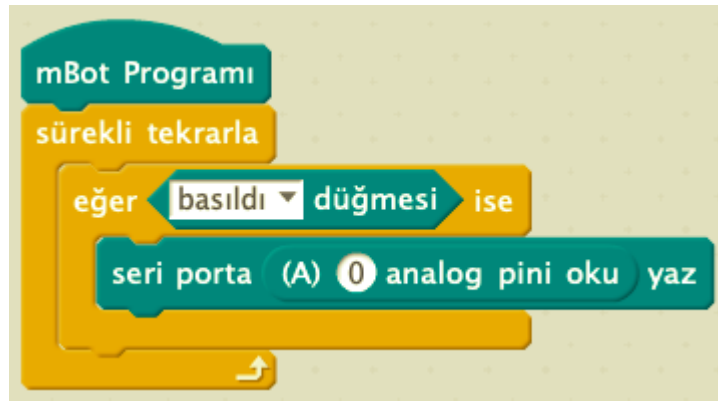 mBot Programı
sürekli tekrarla
eğer basıldı düğmesi ise
seri porta (A) 0 analog pini oku yaz